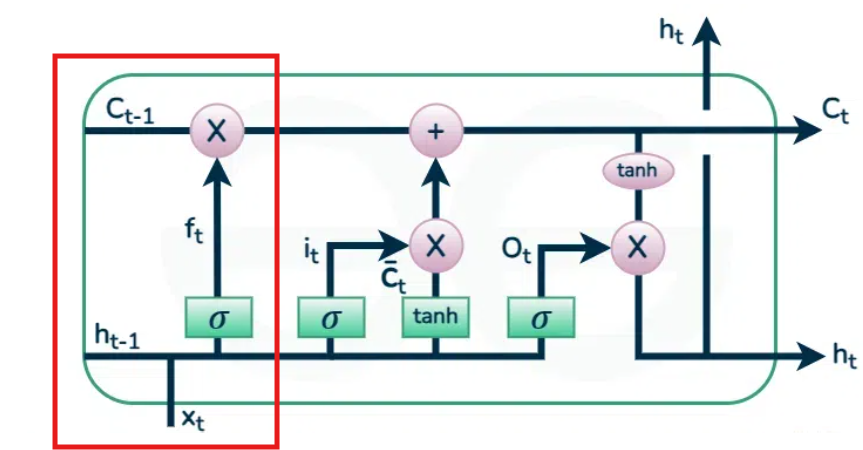 hₜ
Cₜ₋₁
X
+
Cₜ
tanh
fₜ
iₜ
X
Oₜ
X
C̄ₜ
σ
σ
tanh
σ
hₜ₋₁
hₜ
xₜ